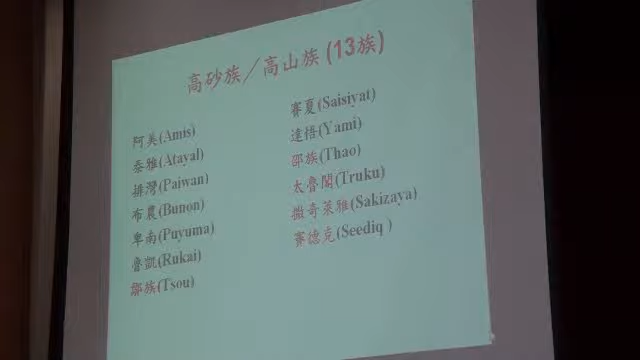 高砂族／高山族 (13族)
阿美(Amis)
泰雅(Atayal)
排灣(Paiwan)
布農(Bunon)
卑南(Puyuma)
魯凱(Rukai)
鄒族(Tsou)
賽夏(Saisiyat)
達悟(Yami)
邵族(Thao)
太魯閣(Truku)
撒奇萊雅(Sakizaya)
賽德克(Seediq )